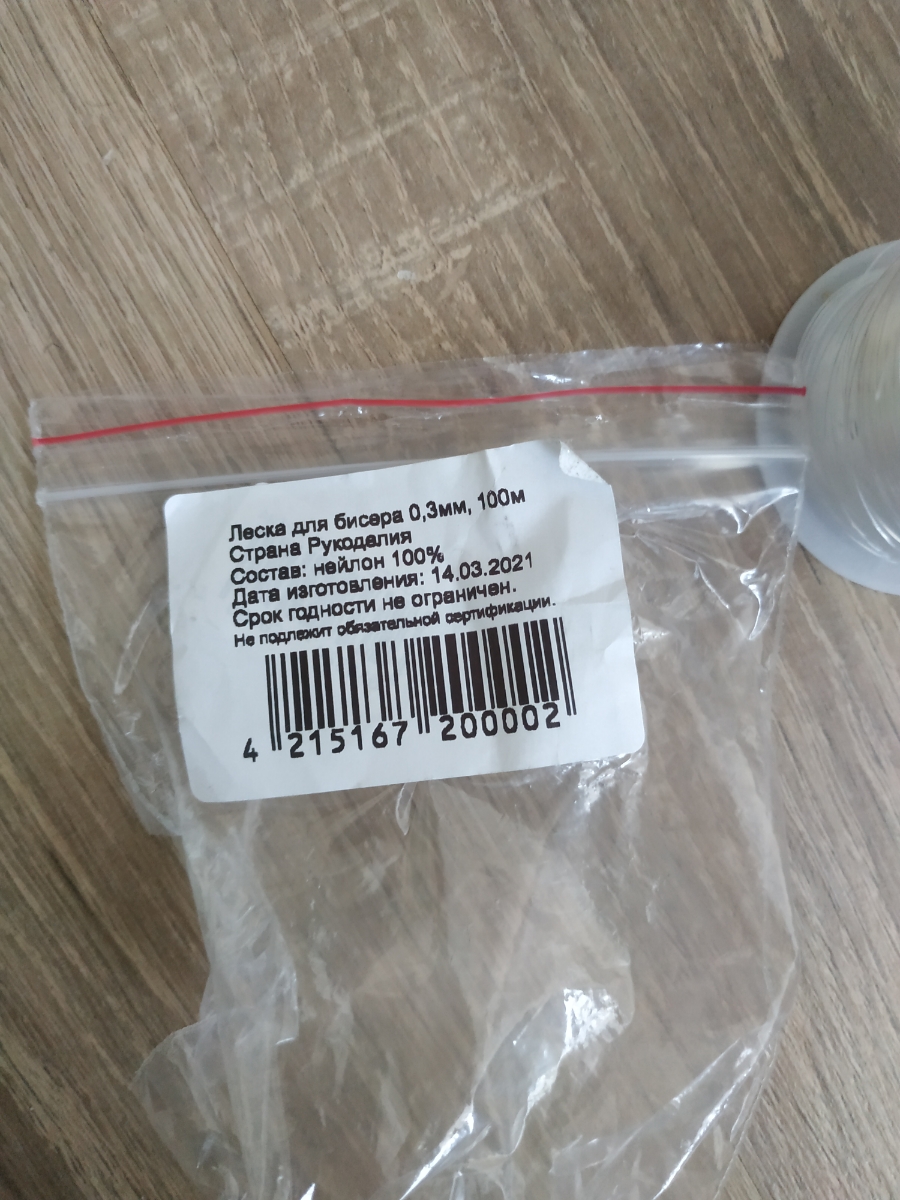 Леска для бисера 0,3мм, 100м
Страна Рукоделия
Состав: нейлон 100%
Дата изготовления: 14.03.2021
Срок годности не ограничен.
Не подлежит обязательной сертификации.
4 215167 200002